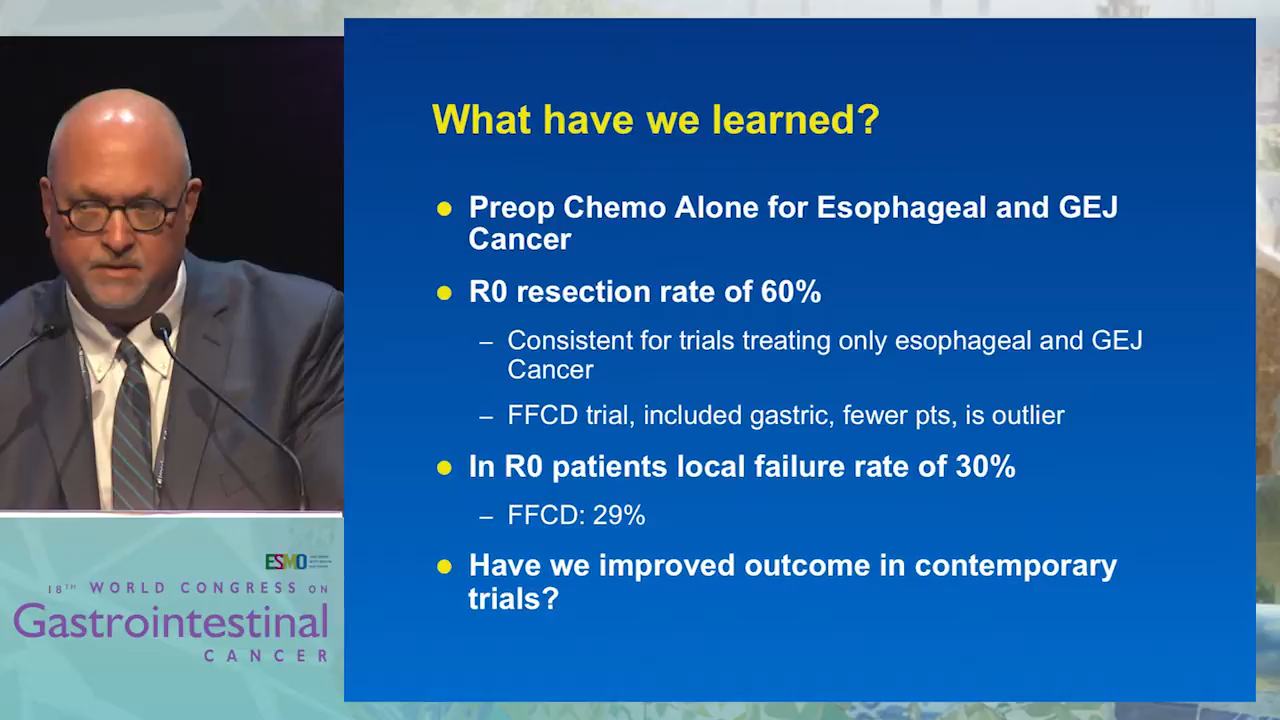 What have we learned?
Preop Chemo Alone for Esophageal and GEJ
Cancer
R0 resection rate of 60%
– Consistent for trials treating only esophageal and GEJ
Cancer
– FFCD trial, included gastric, fewer pts, is outlier
In R0 patients local failure rate of 30%
– FFCD: 29%
Have we improved outcome in contemporary
trials?
ESMO
18TH WORLD CONGRESS ON
Gastrointestinal
CANCER